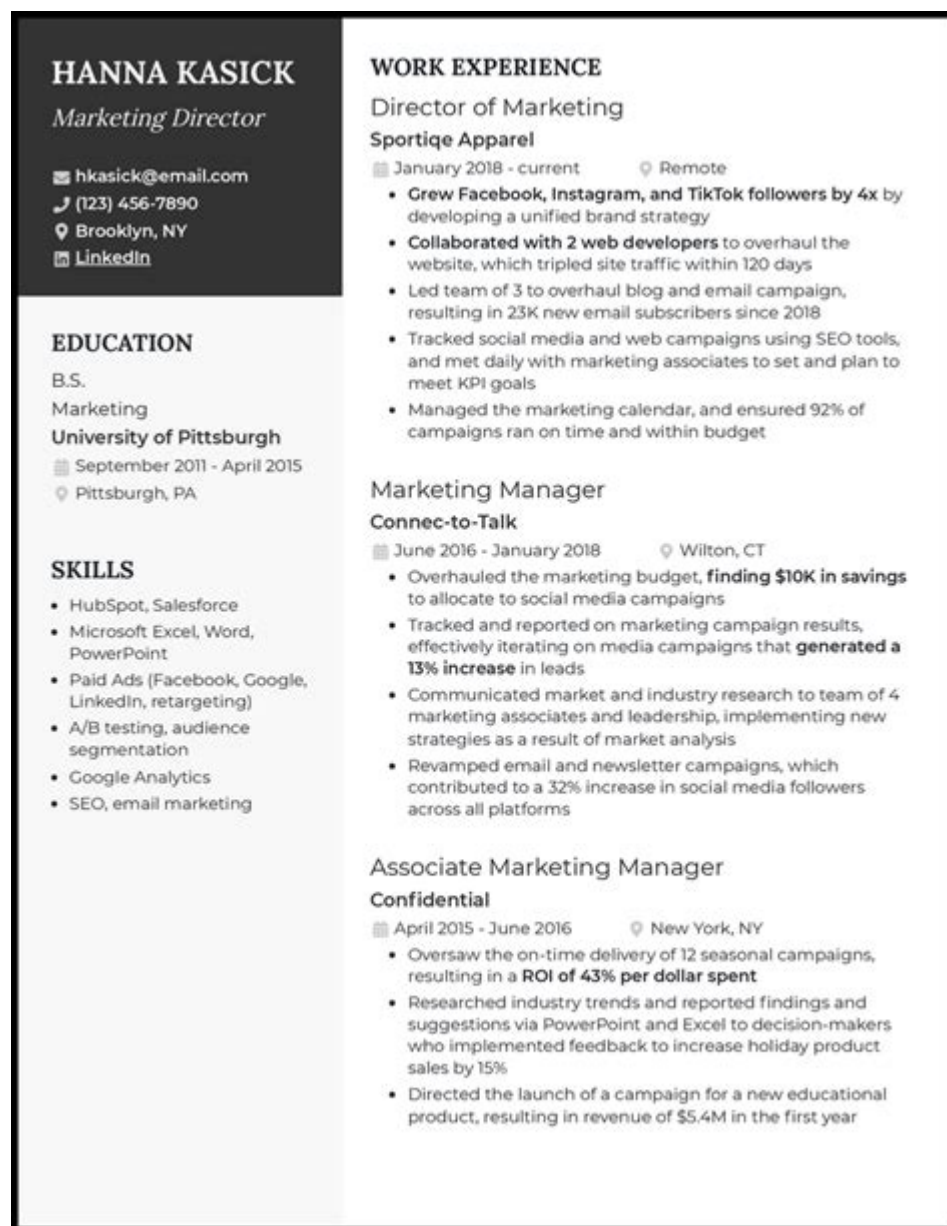 HANNA KASICK
Marketing Director
hkasick@email.com
(123) 456-7890
Brooklyn, NY
LinkedIn
EDUCATION
B.S.
Marketing
University of Pittsburgh
September 2011 - April 2015
Pittsburgh, PA
SKILLS
• HubSpot, Salesforce
• Microsoft Excel, Word,
PowerPoint
• Paid Ads (Facebook, Google,
LinkedIn, retargeting)
• A/B testing, audience
segmentation
• Google Analytics
• SEO, email marketing
WORK EXPERIENCE
Director of Marketing
Sportiqe Apparel
January 2018 - current Remote
• Grew Facebook, Instagram, and TikTok followers by 4x by
developing a unified brand strategy
• Collaborated with 2 web developers to overhaul the
website, which tripled site traffic within 120 days
• Led team of 3 to overhaul blog and email campaign,
resulting in 23K new email subscribers since 2018
• Tracked social media and web campaigns using SEO tools,
and met daily with marketing associates to set and plan to
meet KPI goals
• Managed the marketing calendar, and ensured 92% of
campaigns ran on time and within budget
Marketing Manager
Connec-to-Talk
June 2016 - January 2018 Wilton, CT
• Overhauled the marketing budget, finding $10K in savings
to allocate to social media campaigns
• Tracked and reported on marketing campaign results,
effectively iterating on media campaigns that generated a
13% increase in leads
• Communicated market and industry research to team of 4
marketing associates and leadership, implementing new
strategies as a result of market analysis
• Revamped email and newsletter campaigns, which
contributed to a 32% increase in social media followers
across all platforms
Associate Marketing Manager
Confidential
April 2015 - June 2016 New York, NY
• Oversaw the on-time delivery of 12 seasonal campaigns,
resulting in a ROI of 43% per dollar spent
• Researched industry trends and reported findings and
suggestions via PowerPoint and Excel to decision-makers
who implemented feedback to increase holiday product
sales by 15%
• Directed the launch of a campaign for a new educational
product, resulting in revenue of $5.4M in the first year